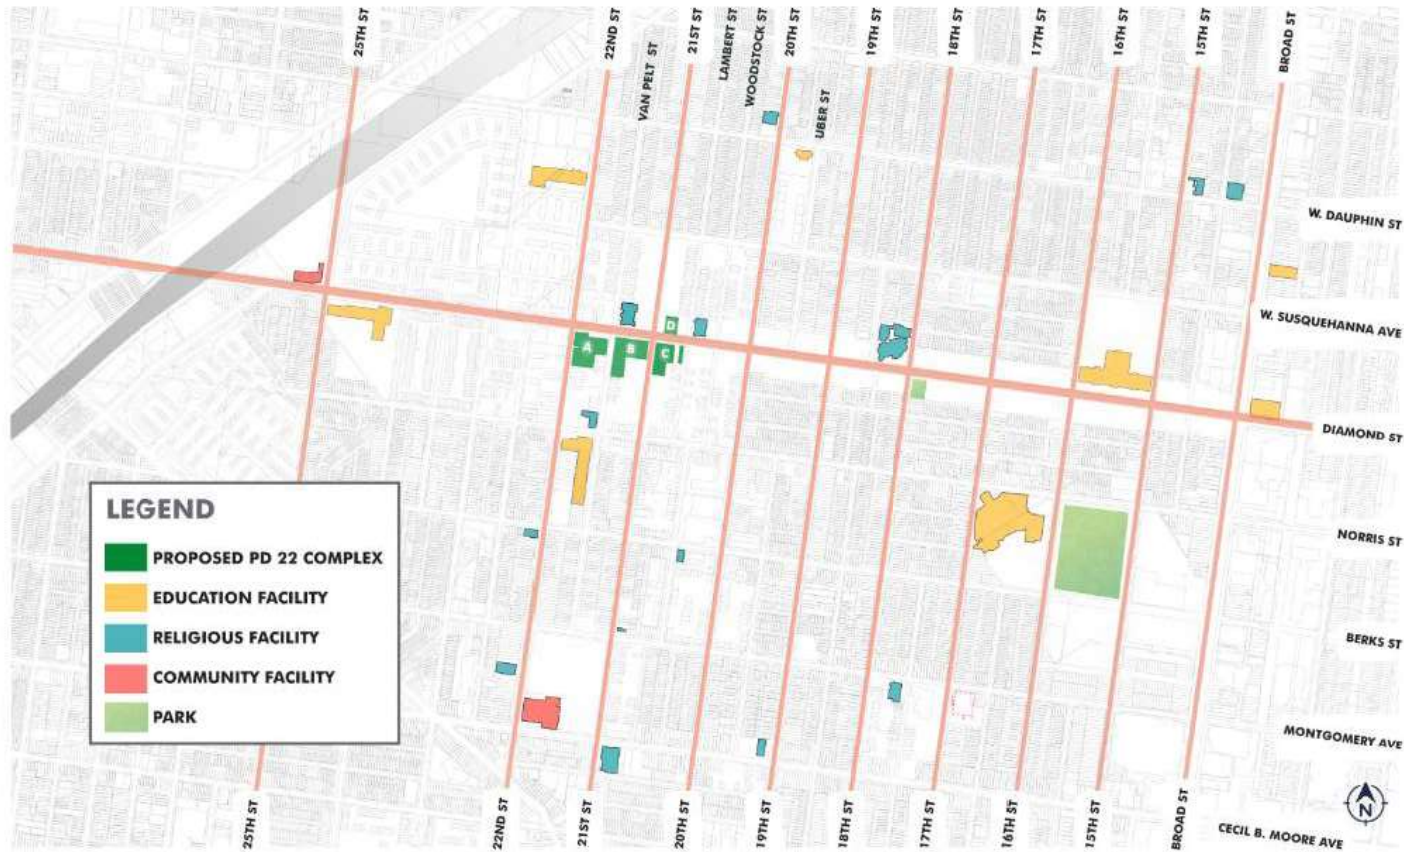 25TH ST
22ND ST
VAN PELT ST
21ST ST
LAMBERT ST
WOODSTOCK ST
20TH ST
UBER ST
19TH ST
18TH ST
17TH ST
16TH ST
15TH ST
BROAD ST
W. DAUPHIN ST
W. SUSQUEHANNA AVE
DIAMOND ST
NORRIS ST
BERKS ST
MONTGOMERY AVE
CECIL B. MOORE AVE
A
B
C
D
LEGEND
PROPOSED PD 22 COMPLEX
EDUCATION FACILITY
RELIGIOUS FACILITY
COMMUNITY FACILITY
PARK
25TH ST
22ND ST
21ST ST
20TH ST
19TH ST
18TH ST
17TH ST
16TH ST
15TH ST
BROAD ST
N